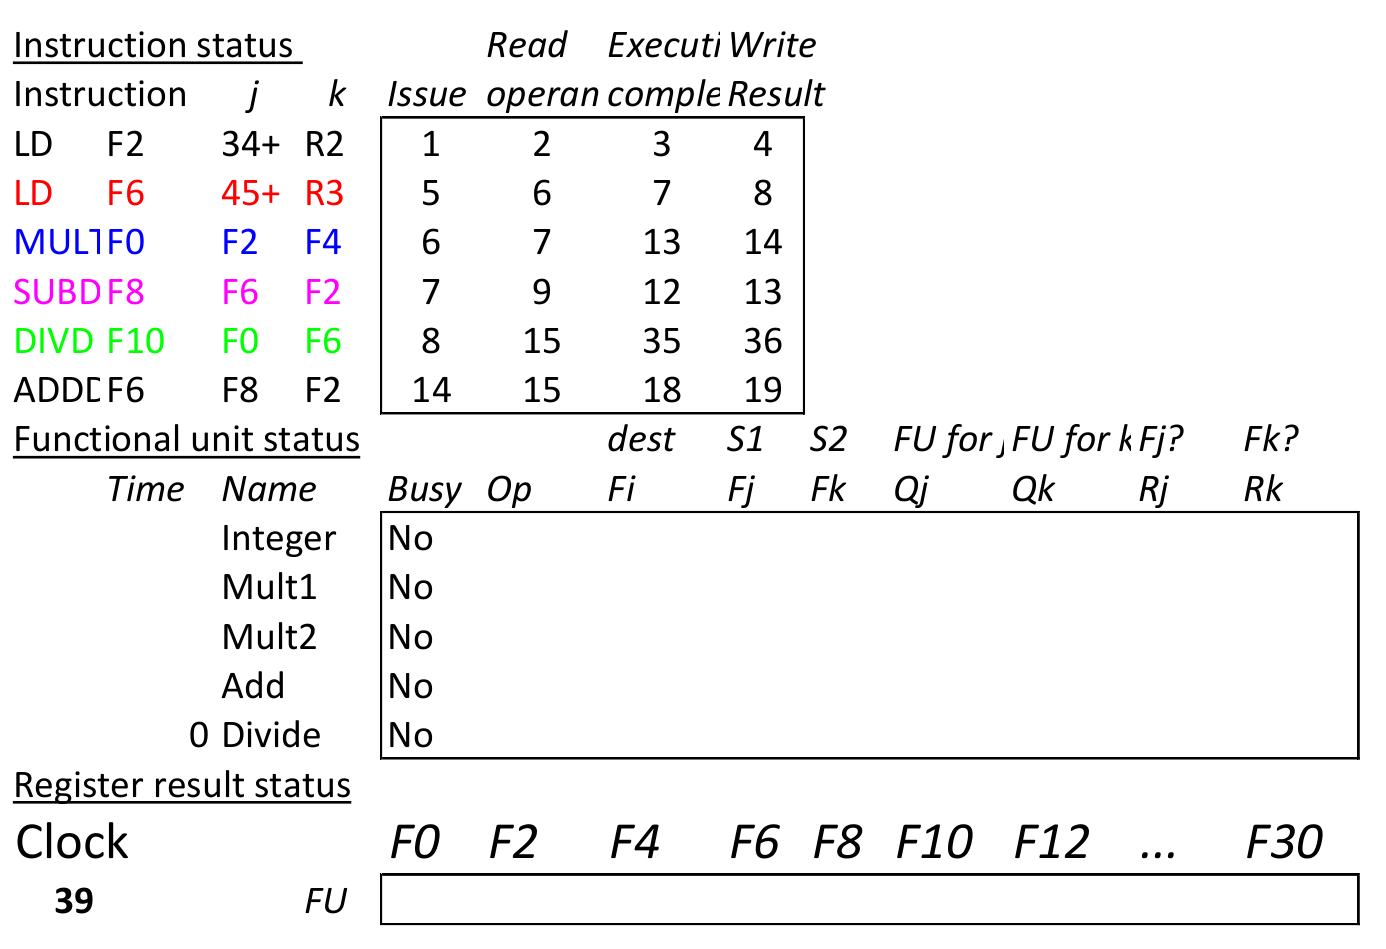 Instruction status Read Executi Write
Instruction j k Issue operan comple Result
LD F2 34+ R2 1 2 3 4
LD F6 45+ R3 5 6 7 8
MULT F0 F2 F4 6 7 13 14
SUBD F8 F6 F2 7 9 12 13
DIVD F10 F0 F6 8 15 35 36
ADDD F6 F8 F2 14 15 18 19
Functional unit status dest S1 S2 FU for j FU for k Fj? Fk?
Time Name Busy Op Fi Fj Fk Qj Qk Rj Rk
Integer No
Mult1 No
Mult2 No
Add No
0 Divide No
Register result status
Clock F0 F2 F4 F6 F8 F10 F12 ... F30
39 FU